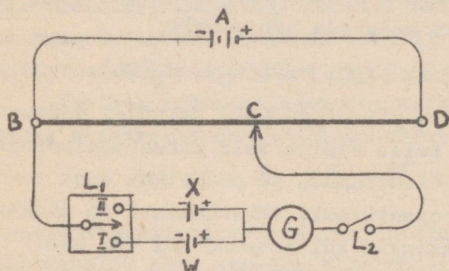 A
- +
B C D
L₁ X
II - +
G
I - + L₂
W